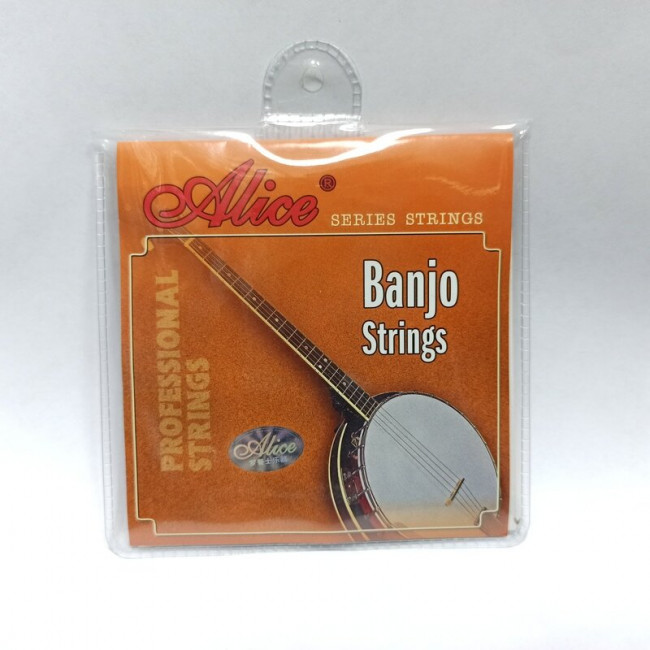 Alice®
SERIES STRINGS
Banjo
Strings
PROFESSIONAL
STRINGS
Alice